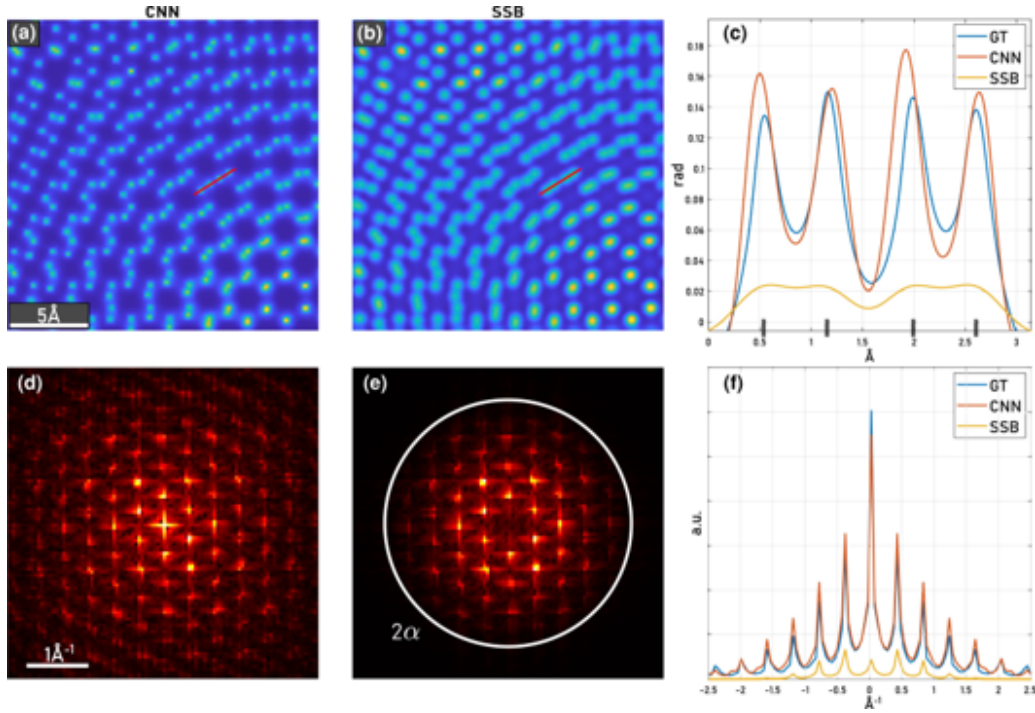 CNN
SSB
(a)
5Å
(b)
(c)
GT
CNN
SSB
rad
0.18
0.16
0.14
0.12
0.1
0.08
0.06
0.04
0.02
0
0 0.5 1 1.5 2 2.5 3
Å
(d)
1Å⁻¹
(e)
2α
(f)
GT
CNN
SSB
a.u.
-2.5 -2 -1.5 -1 -0.5 0 0.5 1 1.5 2 2.5
Å⁻¹